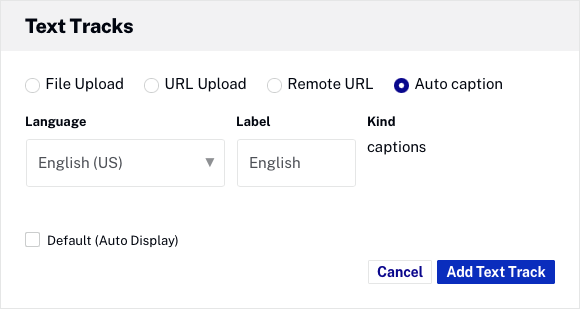 Text Tracks
File Upload URL Upload Remote URL Auto caption
Language Label Kind
English (US) English captions
Default (Auto Display)
Cancel Add Text Track